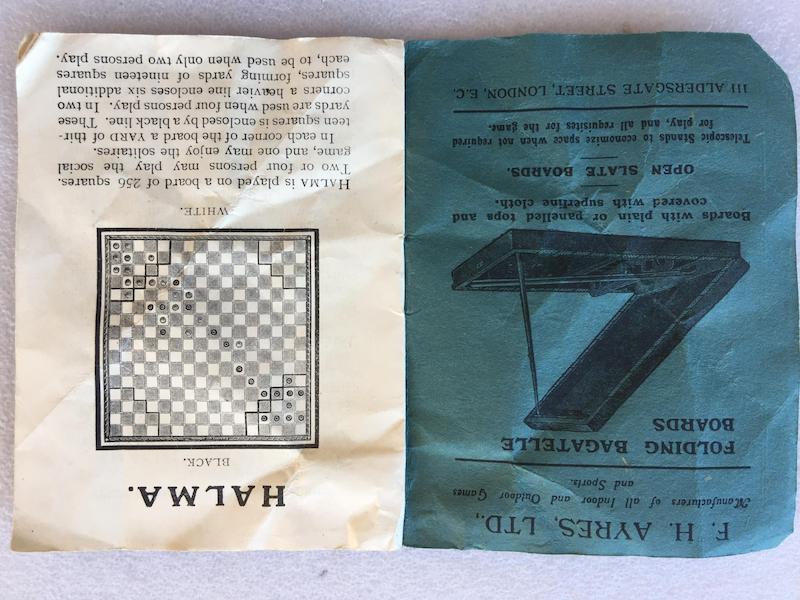 F. H. AYRES, LTD.,
Manufacturers of all Indoor and Outdoor Games
and Sports.
FOLDING BAGATELLE
BOARDS
Boards with plain or panelled tops and
covered with superfine cloth.
OPEN SLATE BOARDS.
Telescopic Stands to economize space when not required
for play, and all the requisites for the game.
111 ALDERSGATE STREET, LONDON, E.C.
HALMA.
BLACK.
WHITE.
HALMA is played on a board of 256 squares.
Two or four persons may play the social
game, and one may enjoy the solitaires.
In each corner of the board a YARD of thir-
teen squares is enclosed by a black line. These
yards are used when four persons play. In two
corners a heavier line encloses six additional
squares, forming yards of nineteen squares
each, to be used when only two persons play.